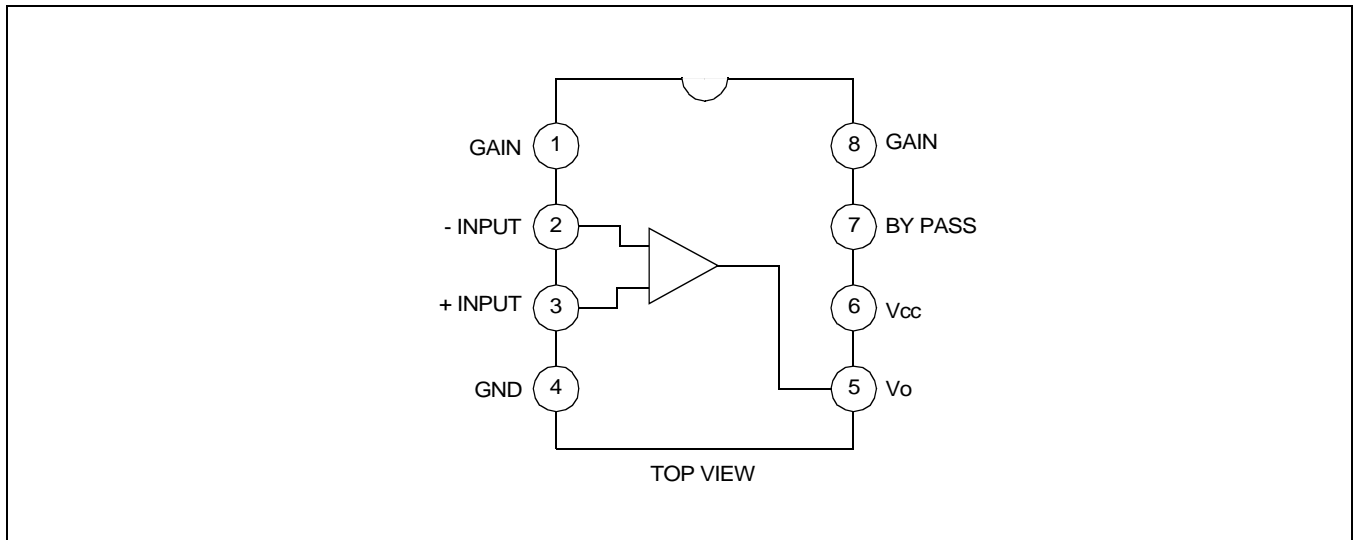 GAIN 1
8 GAIN
- INPUT 2
7 BY PASS
+ INPUT 3
6 Vcc
GND 4
5 Vo
TOP VIEW